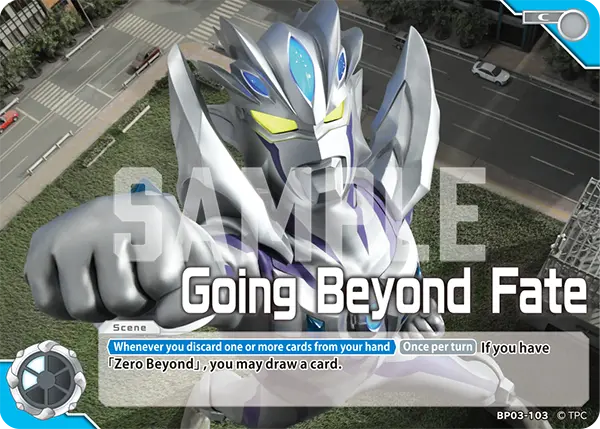 SAMPLE
Going Beyond Fate
Scene
Whenever you discard one or more cards from your hand Once per turn If you have
「Zero Beyond」, you may draw a card.
BP03-103 © TPC